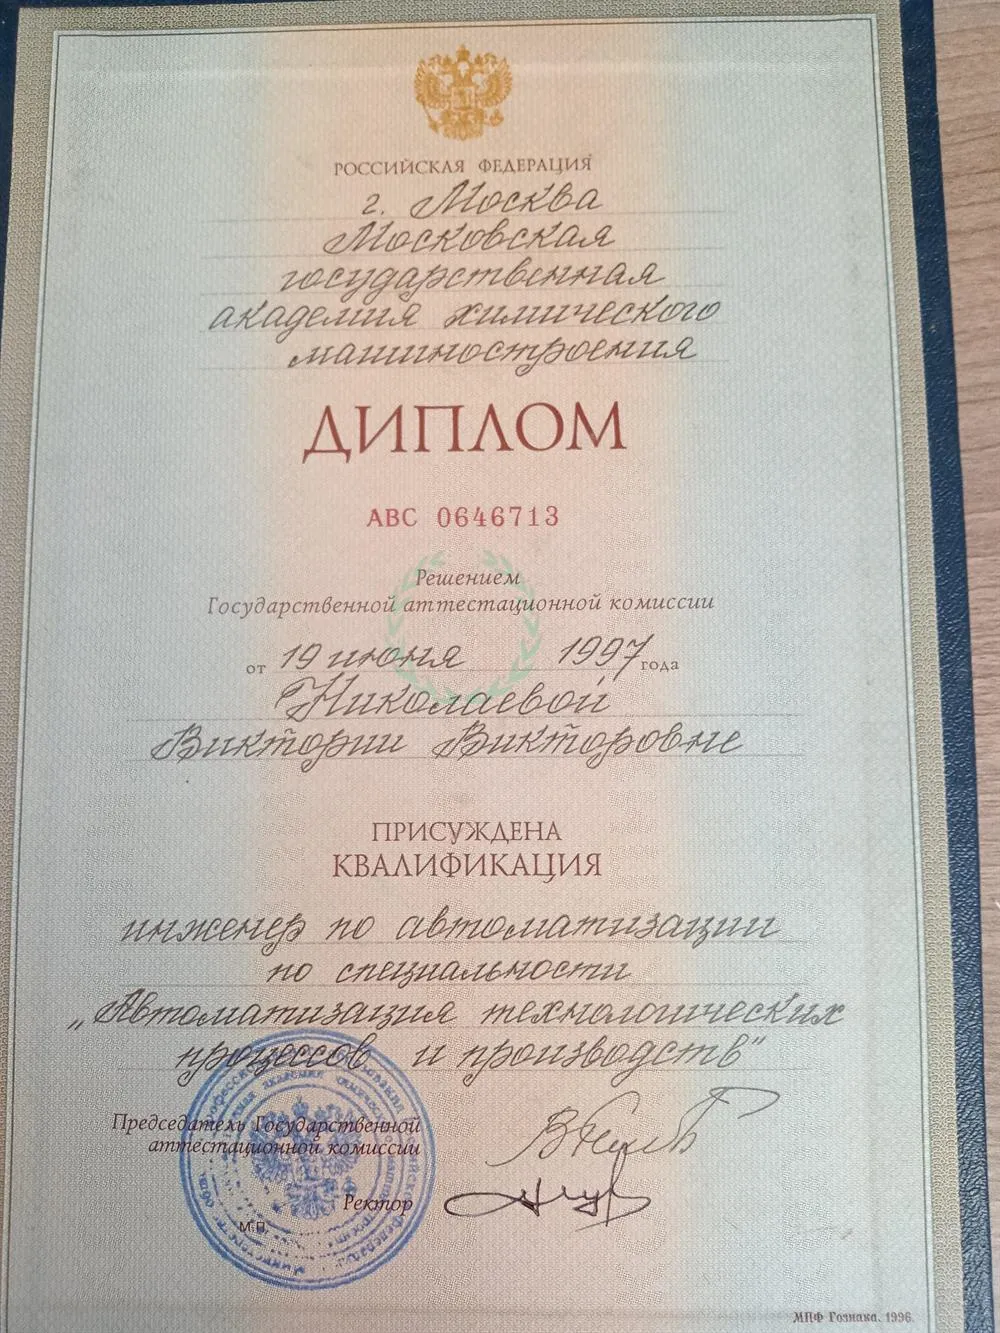 РОССИЙСКАЯ ФЕДЕРАЦИЯ
г. Москва
Московская
государственная
академия химического
машиностроения
ДИПЛОМ
АВС 0646713
Решением
Государственной аттестационной комиссии
от 19 июня 1997 года
Николаевой
Виктории Викторовне
ПРИСУЖДЕНА
КВАЛИФИКАЦИЯ
инженер по автоматизации
по специальности
„Автоматизация технологических
процессов и производств"
Председатель Государственной
аттестационной комиссии
Ректор
М.П.
МПФ Гознака. 1996.